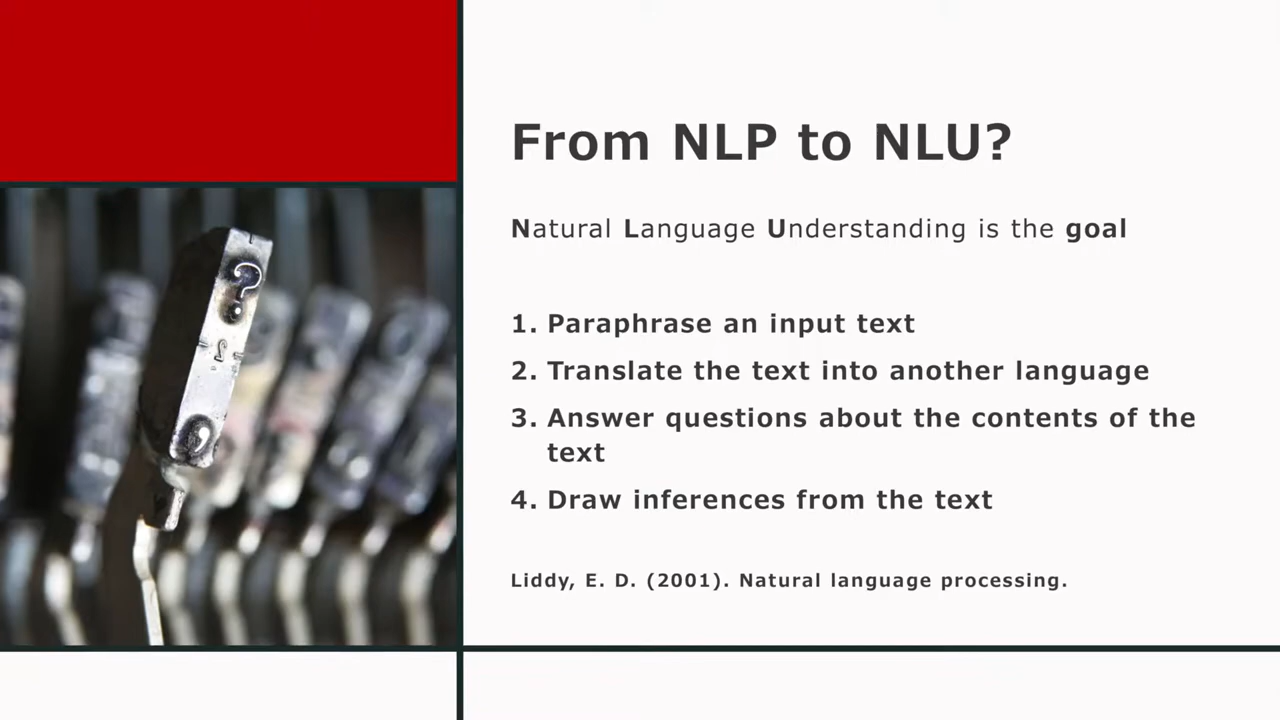 From NLP to NLU?
Natural Language Understanding is the goal
1. Paraphrase an input text
2. Translate the text into another language
3. Answer questions about the contents of the
text
4. Draw inferences from the text
Liddy, E. D. (2001). Natural language processing.
?